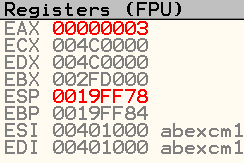 Registers (FPU)
EAX 00000003
ECX 004C0000
EDX 004C0000
EBX 002FD000
ESP 0019FF78
EBP 0019FF84
ESI 00401000 abexcm1
EDI 00401000 abexcm1